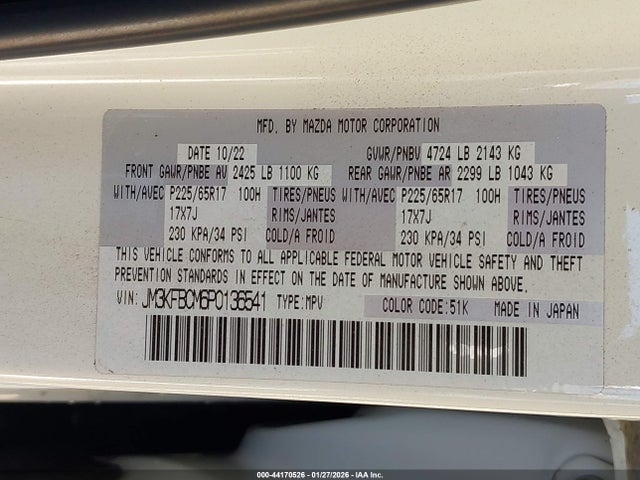 MFD. BY MAZDA MOTOR CORPORATION
DATE 10/22 GVWR/PNBV 4724 LB 2143 KG
FRONT GAWR/PNBE AV 2425 LB 1100 KG REAR GAWR/PNBE AR 2299 LB 1043 KG
WITH/AVEC P225/65R17 100H TIRES/PNEUS WITH/AVEC P225/65R17 100H TIRES/PNEUS
17X7J RIMS/JANTES 17X7J RIMS/JANTES
230 KPA/34 PSI COLD/A FROID 230 KPA/34 PSI COLD/A FROID
THIS VEHICLE CONFORMS TO ALL APPLICABLE FEDERAL MOTOR VEHICLE SAFETY AND THEFT
PREVENTION STANDARDS IN EFFECT ON THE DATE OF MANUFACTURE SHOWN ABOVE.
VIN: JM3KFBCM6P0136541 TYPE:MPV COLOR CODE:51K MADE IN JAPAN
000-44170526 - 01/27/2026 - IAA Inc.